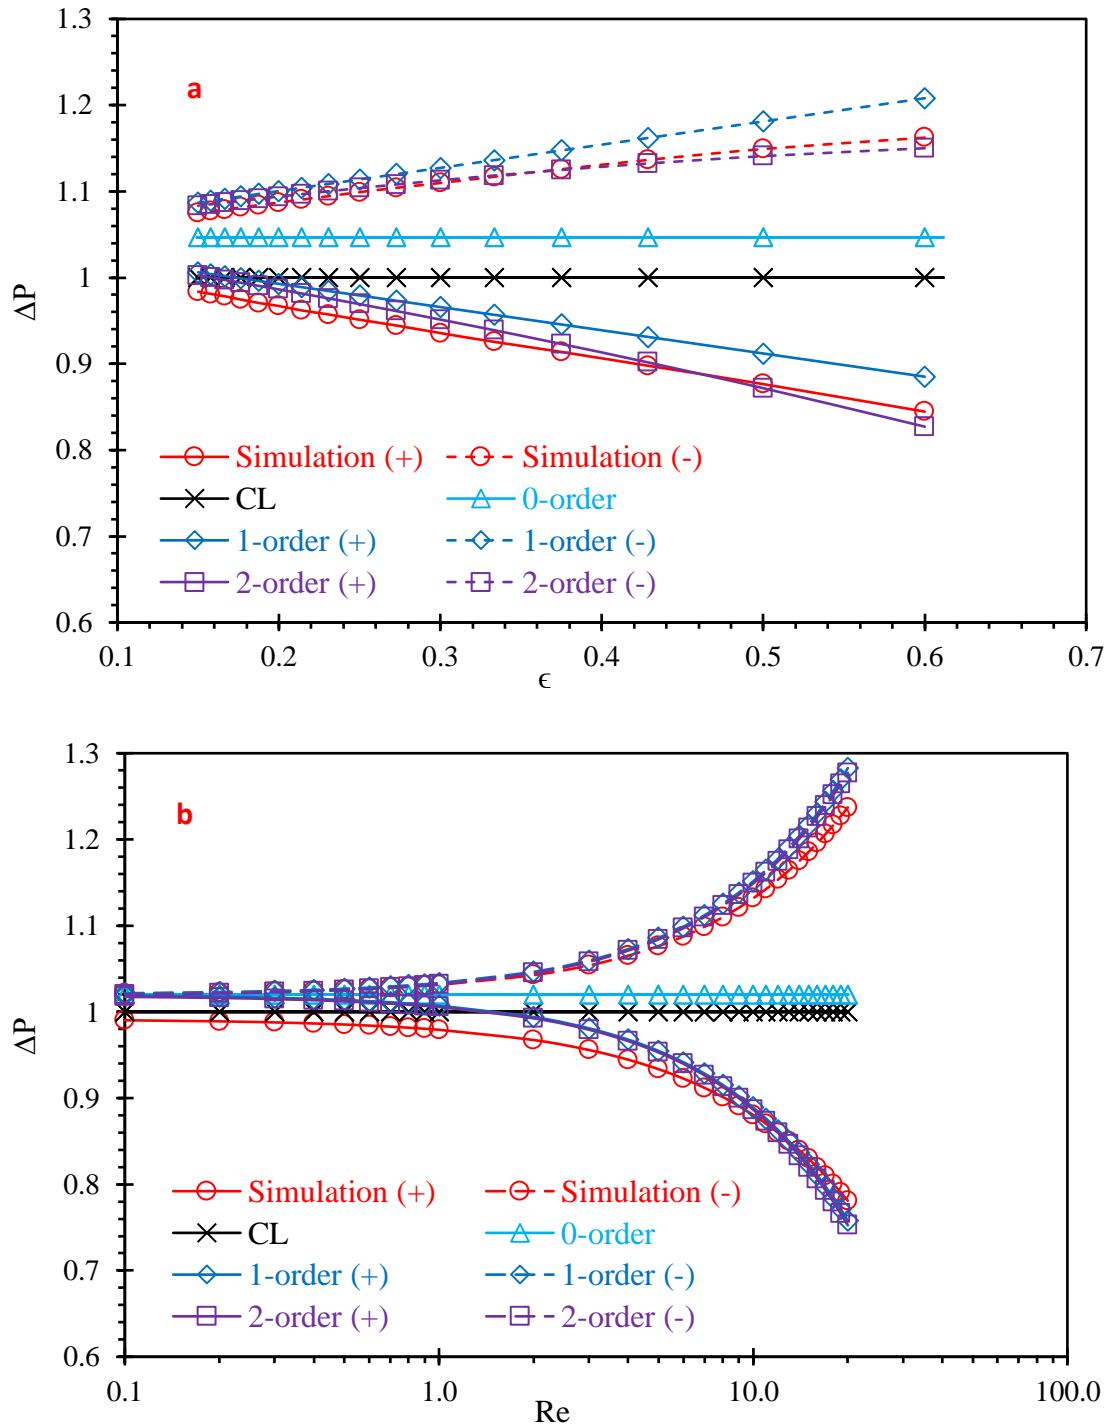 1.3
1.2
1.1
1
0.9
0.8
0.7
0.6
ΔP
a
Simulation (+) Simulation (-)
CL 0-order
1-order (+) 1-order (-)
2-order (+) 2-order (-)
0.1 0.2 0.3 0.4 0.5 0.6 0.7
ϵ
1.3
1.2
1.1
1
0.9
0.8
0.7
0.6
ΔP
b
Simulation (+) Simulation (-)
CL 0-order
1-order (+) 1-order (-)
2-order (+) 2-order (-)
0.1 1.0 10.0 100.0
Re